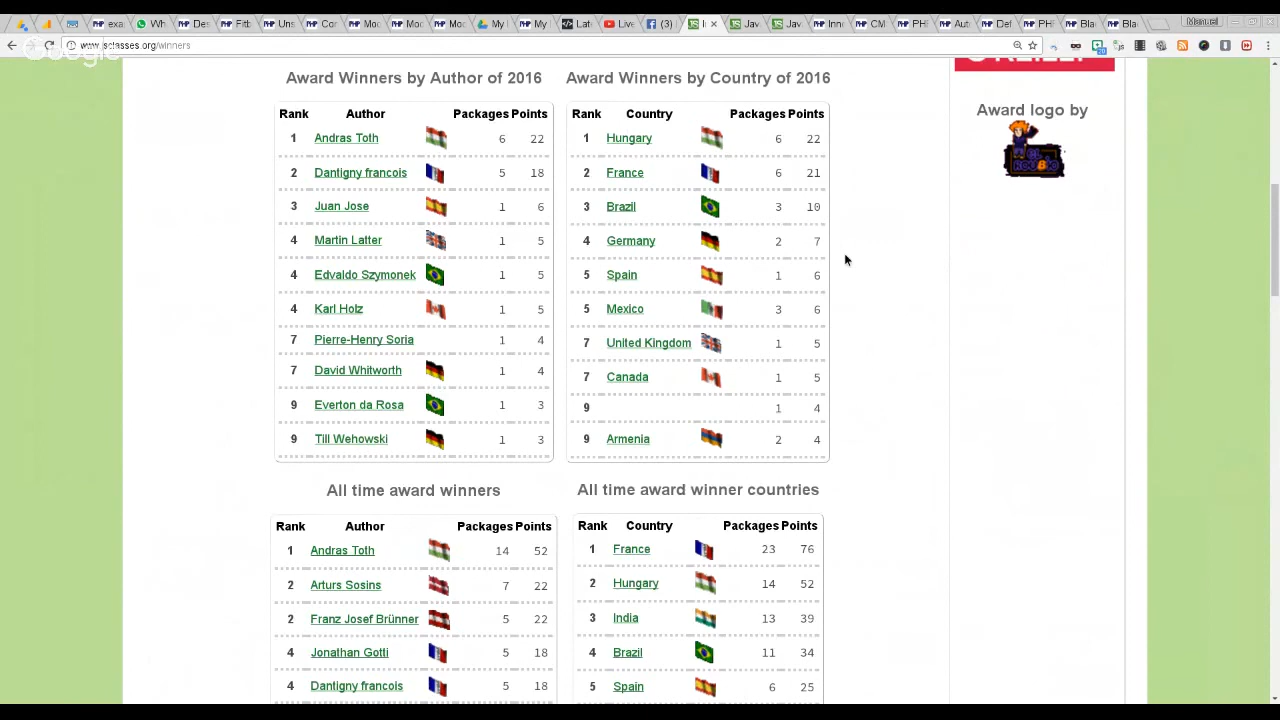 Manuel
www.jsclasses.org/winners
Google
Award Winners by Author of 2016
Rank Author Packages Points
1 Andras Toth 6 22
2 Dantigny francois 5 18
3 Juan Jose 1 6
4 Martin Latter 1 5
4 Edvaldo Szymonek 1 5
4 Karl Holz 1 5
7 Pierre-Henry Soria 1 4
7 David Whitworth 1 4
9 Everton da Rosa 1 3
9 Till Wehowski 1 3
Award Winners by Country of 2016
Rank Country Packages Points
1 Hungary 6 22
2 France 6 21
3 Brazil 3 10
4 Germany 2 7
5 Spain 1 6
5 Mexico 3 6
7 United Kingdom 1 5
7 Canada 1 5
9 1 4
9 Armenia 2 4
All time award winners
Rank Author Packages Points
1 Andras Toth 14 52
2 Arturs Sosins 7 22
2 Franz Josef Brünner 5 22
4 Jonathan Gotti 5 18
4 Dantigny francois 5 18
All time award winner countries
Rank Country Packages Points
1 France 23 76
2 Hungary 14 52
3 India 13 39
4 Brazil 11 34
5 Spain 6 25
Award logo by
EL ROUBIO